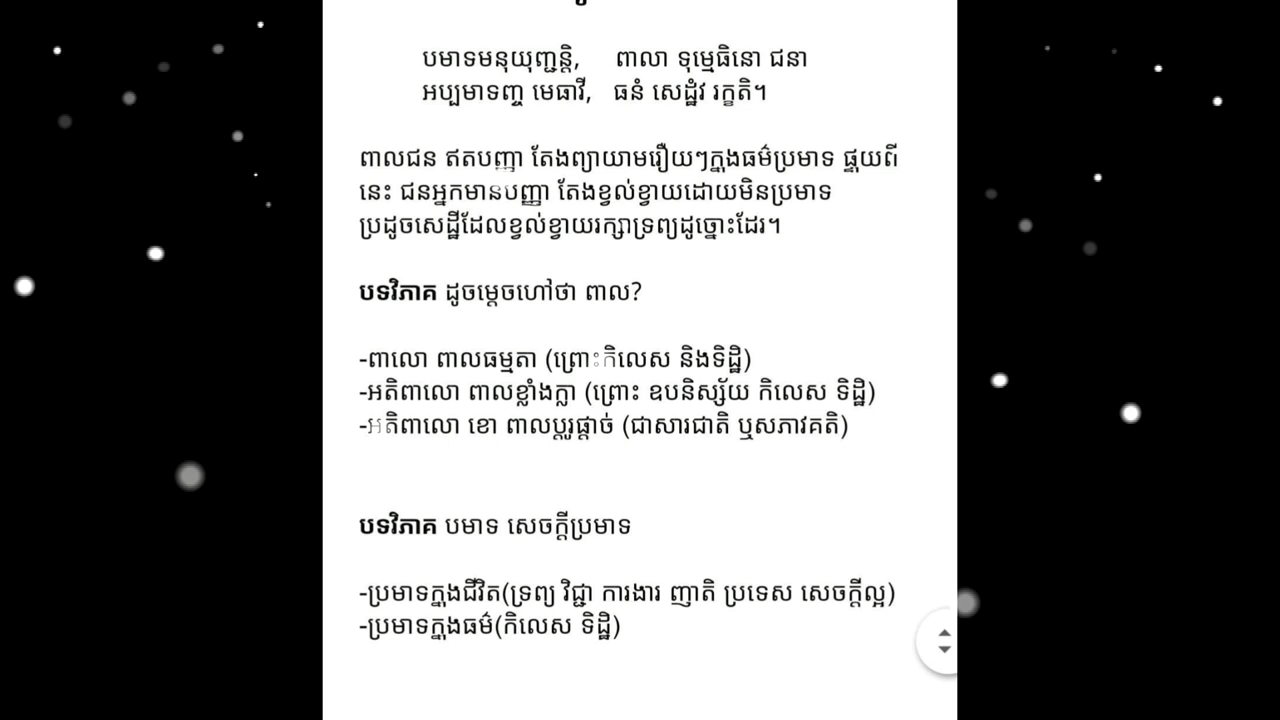 បមាទមនុយុញ្ជន្តិ, ពាលា ទុម្មេធិនោ ជនា
អប្បមាទញ្ច មេធាវី, ធនំ សេដ្ឋំវ រក្ខតិ។
ពាលជន ឥតបញ្ញា តែងព្យាយាមរឿយៗក្នុងធម៌ប្រមាទ ផ្ទុយពី
នេះ ជនអ្នកមានបញ្ញា តែងខ្វល់ខ្វាយដោយមិនប្រមាទ
ប្រដូចសេដ្ឋីដែលខ្វល់ខ្វាយរក្សាទ្រព្យដូច្នោះដែរ។
បទវិភាគ ដូចម្ដេចហៅថា ពាល?
-ពាលោ ពាលធម្មតា (ព្រោះកិលេស និងទិដ្ឋិ)
-អតិពាលោ ពាលខ្លាំងក្លា (ព្រោះ ឧបនិស្ស័យ កិលេស ទិដ្ឋិ)
-អតិពាលោ ខោ ពាលប្តូរផ្តាច់ (ជាសារជាតិ ឬសភាវគតិ)
បទវិភាគ បមាទ សេចក្តីប្រមាទ
-ប្រមាទក្នុងជីវិត(ទ្រព្យ វិជ្ជា ការងារ ញាតិ ប្រទេស សេចក្តីល្អ)
-ប្រមាទក្នុងធម៌(កិលេស ទិដ្ឋិ)